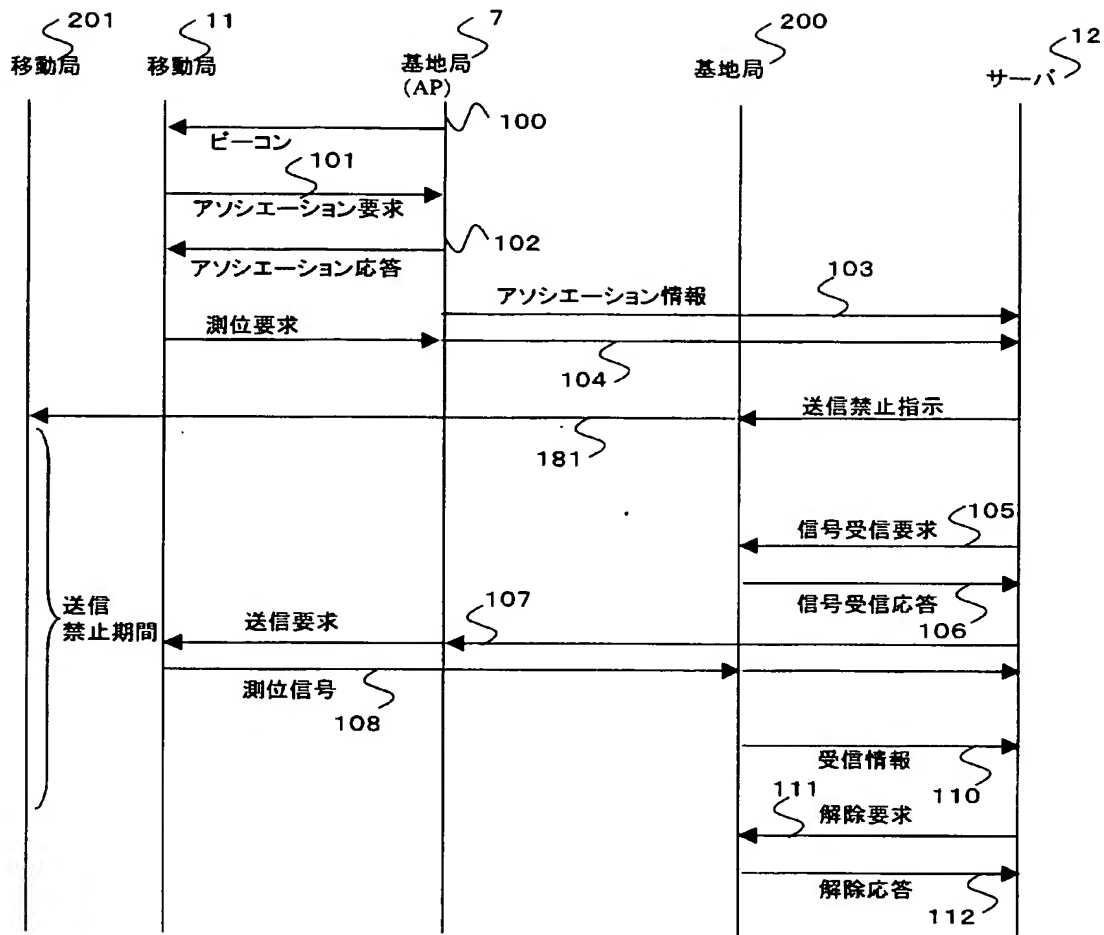 201
11
7
200
12
移動局
移動局
基地局
(AP)
基地局
サーバ
100
ビーコン
101
アソシエーション要求
102
アソシエーション応答
アソシエーション情報
103
測位要求
104
送信禁止指示
181
信号受信要求
105
信号受信応答
106
送信
禁止期間
送信要求
107
測位信号
108
受信情報
110
111
解除要求
解除応答
112